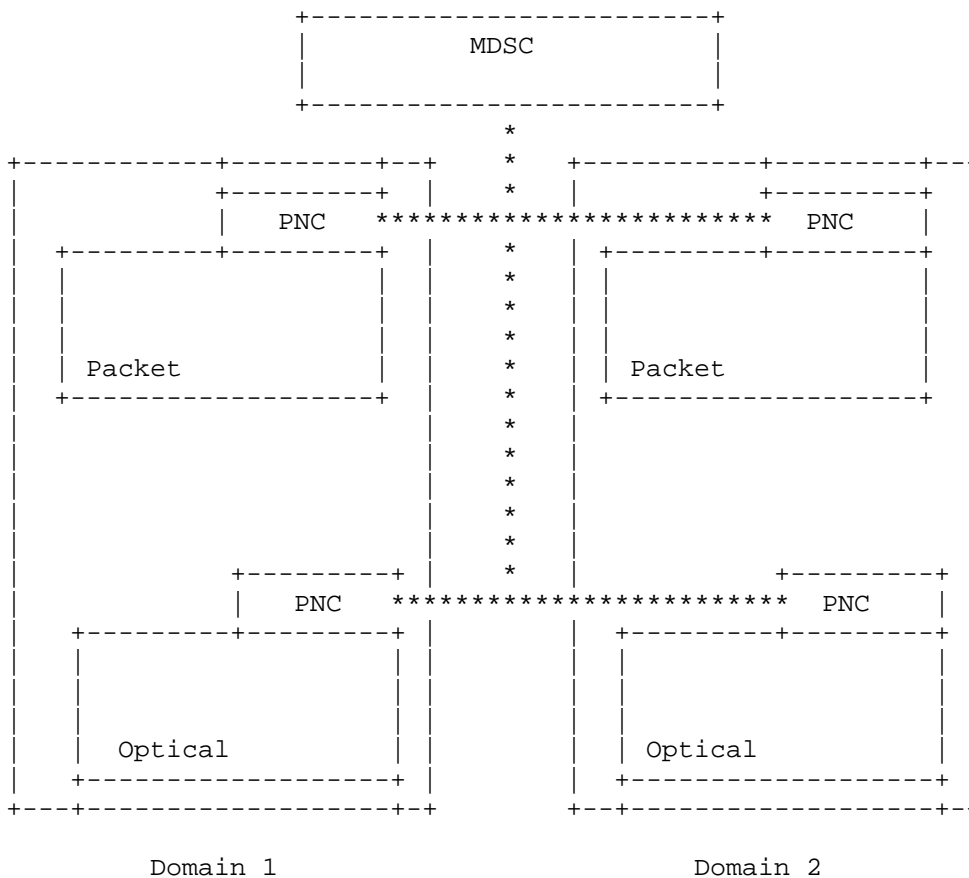 MDSC
PNC PNC
Packet Packet
PNC PNC
Optical Optical
Domain 1 Domain 2